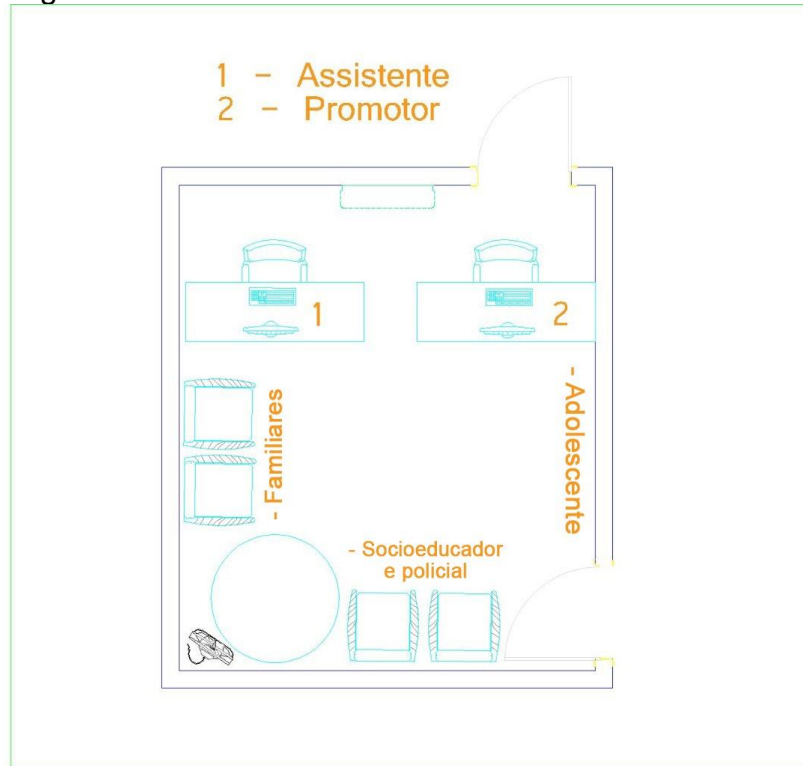 1 - Assistente
2 - Promotor
1
2
- Familiares
- Adolescente
- Socioeducador
e policial